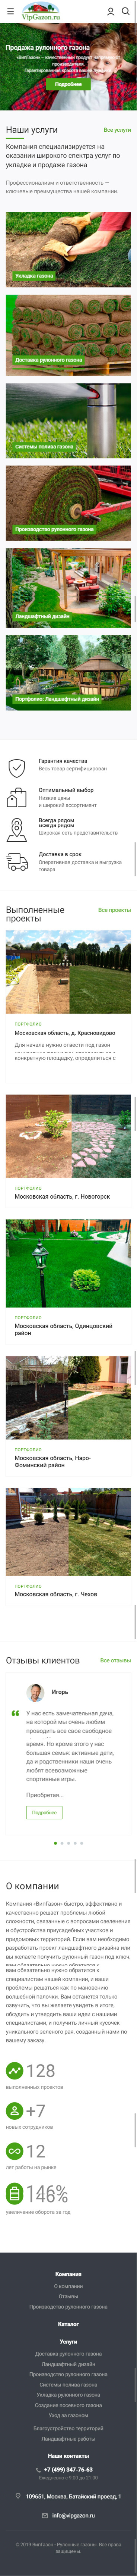 VipGazon.ru
Продажа рулонного газона
«ВипГазон» – качественный продукт от надежного
производителя.
Гарантированная красота вашего
Подробнее
Наши услуги
Все услуги
Компания специализируется на
оказании широкого спектра услуг по
укладке и продаже газона
Профессионализм и ответственность —
ключевые преимущества нашей компании.
Укладка газона
Доставка рулонного газона
Системы полива газона
Производство рулонного газона
Ландшафтный дизайн
Портфолио: Ландшафтный дизайн
Гарантия качества
Весь товар сертифицирован
Оптимальный выбор
Низкие цены
и широкий ассортимент
Всегда рядом
всегда рядом
Широкая сеть представительств
Доставка в срок
Оперативная доставка и выгрузка
товара
Выполненные
проекты
Все проекты
ПОРТФОЛИО
Московская область, д. Красновидово
Для начала нужно отвести под газон
конкретную площадку, определиться с
ПОРТФОЛИО
Московская область, г. Новогорск
ПОРТФОЛИО
Московская область, Одинцовский
район
ПОРТФОЛИО
Московская область, Наро-
Фоминский район
ПОРТФОЛИО
Московская область, г. Чехов
Отзывы клиентов
Все отзывы
Игорь
У нас есть замечательная дача,
на которой мы очень любим
проводить все свое свободное
время. Но кроме этого у нас
большая семья: активные дети,
да и родственники наши очень
любят всевозможные
спортивные игры.
Приобретая...
Подробнее
О компании
Компания «ВипГазон» быстро, эффективно и
качественно решает проблемы любой
сложности, связанные с вопросами озеленения
и обустройства приусадебных участков и
придомовых территорий. Если вам необходимо
разработать проект ландшафтного дизайна или
вы желаете получить рулонный газон под ключ,
вам обязательно нужно обратится к
специалистам нашей компании, и ваши
проблемы решаться как по мановению
волшебной палочки. Вам останется только
озвучить, что вы желаете увидеть в итоге,
обсудить и утвердить ваши идеи с нашими
специалистами, и получить личный кусочек
уникального зеленого рая, созданный нами по
вашему заказу.
128
выполненных проектов
+7
новых сотрудников
12
лет работы на рынке
146%
увеличение оборота за год
Компания
О компании
Отзывы
Производство рулонного газона
Каталог
Услуги
Доставка рулонного газона
Ландшафтный дизайн
Производство рулонного газона
Системы полива газона
Укладка рулонного газона
Создание посевного газона
Уход за газоном
Благоустройство территорий
Ландшафтные работы
Наши контакты
+7 (499) 347-76-63
Ежедневно с 9:00 до 21:00
109651, Москва, Батайский проезд, 1
info@vipgazon.ru
© 2019 ВипГазон - Рулонные газоны. Все права
защищены.